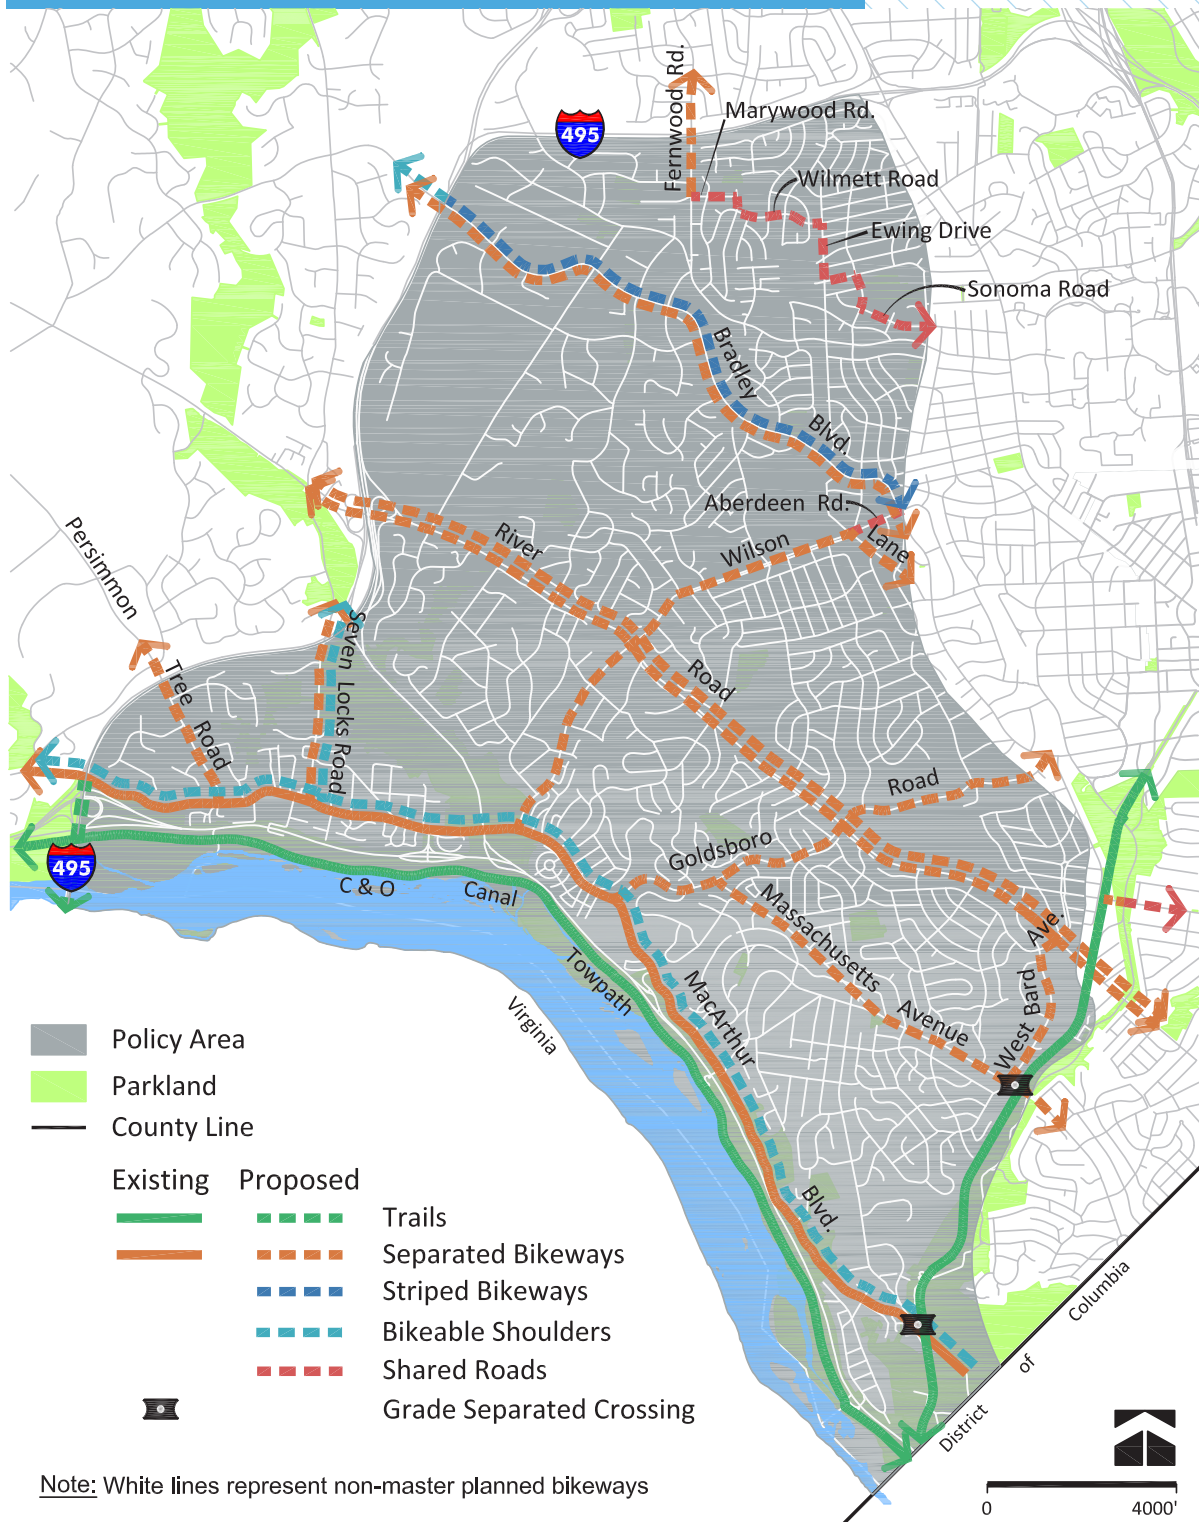 Fernwood Rd.
495
Marywood Rd.
Wilmett Road
Ewing Drive
Sonoma Road
Bradley Blvd.
Aberdeen Rd.
Wilson Lane
River Road
Persimmon Tree Road
Seven Locks Road
Goldsboro Road
Massachusetts Avenue
Ave.
West Bard
495
C & O Canal Towpath
MacArthur Blvd.
Virginia
District of Columbia
Policy Area
Parkland
County Line
Existing Proposed
Trails
Separated Bikeways
Striped Bikeways
Bikeable Shoulders
Shared Roads
Grade Separated Crossing
Note: White lines represent non-master planned bikeways
0 4000'